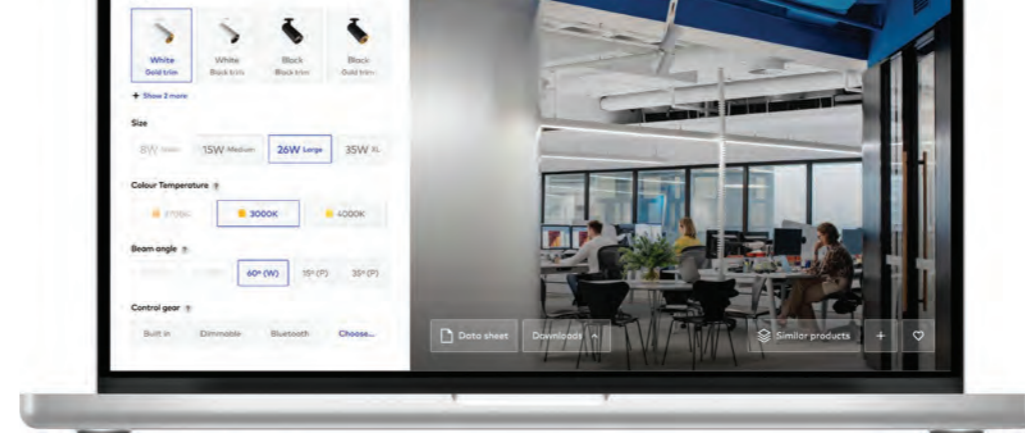 White
Gold trim
White
Black trim
Black
Black trim
Black
Gold trim
+ Show 2 more
Size
8W
15W Medium
26W Large
35W XL
Colour Temperature ?
2700K
3000K
4000K
Beam angle ?
60° (W)
15° (P)
35° (P)
Control gear ?
Built in
Dimmable
Bluetooth
Choose...
Data sheet
Downloads
Similar products
+